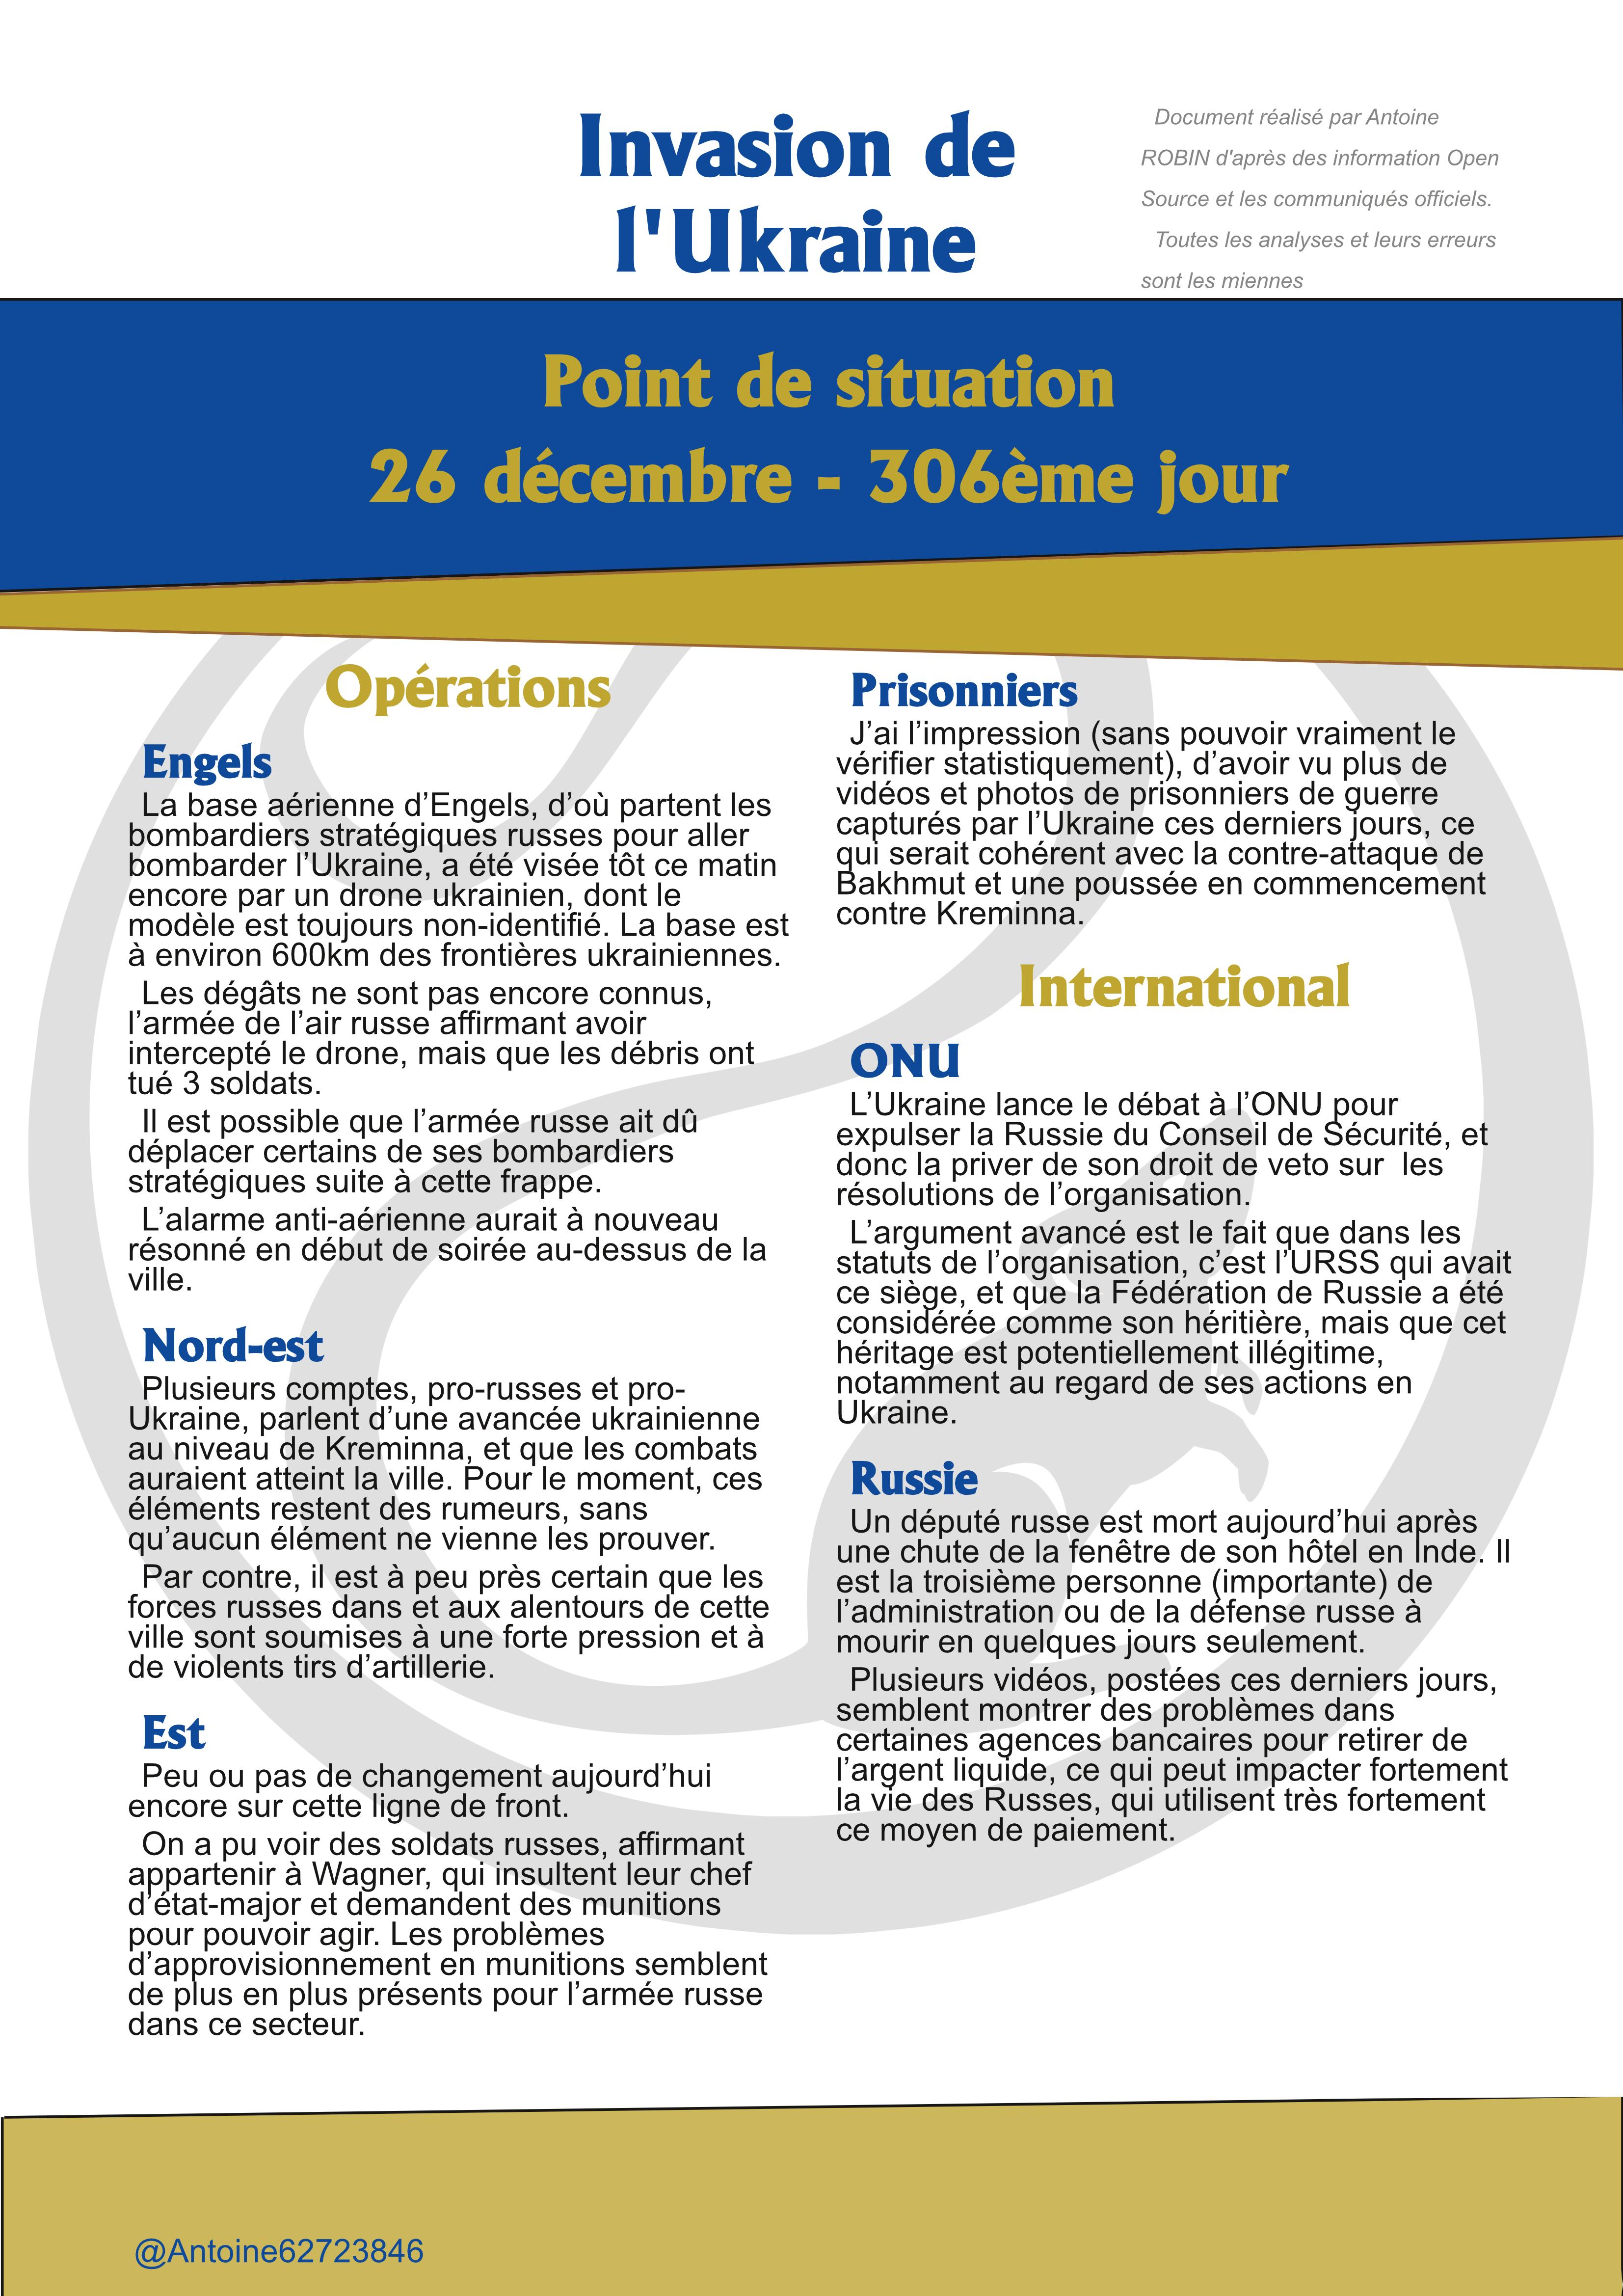 Invasion de
l'Ukraine
Document réalisé par Antoine
ROBIN d'après des information Open
Source et les communiqués officiels.
Toutes les analyses et leurs erreurs
sont les miennes
Point de situation
26 décembre - 306ème jour
Opérations
Engels
La base aérienne d’Engels, d’où partent les
bombardiers stratégiques russes pour aller
bombarder l’Ukraine, a été visée tôt ce matin
encore par un drone ukrainien, dont le
modèle est toujours non-identifié. La base est
à environ 600km des frontières ukrainiennes.
Les dégâts ne sont pas encore connus,
l’armée de l’air russe affirmant avoir
intercepté le drone, mais que les débris ont
tué 3 soldats.
Il est possible que l’armée russe ait dû
déplacer certains de ses bombardiers
stratégiques suite à cette frappe.
L’alarme anti-aérienne aurait à nouveau
résonné en début de soirée au-dessus de la
ville.
Nord-est
Plusieurs comptes, pro-russes et pro-
Ukraine, parlent d’une avancée ukrainienne
au niveau de Kreminna, et que les combats
auraient atteint la ville. Pour le moment, ces
éléments restent des rumeurs, sans
qu’aucun élément ne vienne les prouver.
Par contre, il est à peu près certain que les
forces russes dans et aux alentours de cette
ville sont soumises à une forte pression et à
de violents tirs d’artillerie.
Est
Peu ou pas de changement aujourd’hui
encore sur cette ligne de front.
On a pu voir des soldats russes, affirmant
appartenir à Wagner, qui insultent leur chef
d’état-major et demandent des munitions
pour pouvoir agir. Les problèmes
d’approvisionnement en munitions semblent
de plus en plus présents pour l’armée russe
dans ce secteur.
Prisonniers
J’ai l’impression (sans pouvoir vraiment le
vérifier statistiquement), d’avoir vu plus de
vidéos et photos de prisonniers de guerre
capturés par l’Ukraine ces derniers jours, ce
qui serait cohérent avec la contre-attaque de
Bakhmut et une poussée en commencement
contre Kreminna.
International
ONU
L’Ukraine lance le débat à l’ONU pour
expulser la Russie du Conseil de Sécurité, et
donc la priver de son droit de veto sur  les
résolutions de l’organisation.
L’argument avancé est le fait que dans les
statuts de l’organisation, c’est l’URSS qui avait
ce siège, et que la Fédération de Russie a été
considérée comme son héritière, mais que cet
héritage est potentiellement illégitime,
notamment au regard de ses actions en
Ukraine.
Russie
Un député russe est mort aujourd’hui après
une chute de la fenêtre de son hôtel en Inde. Il
est la troisième personne (importante) de
l’administration ou de la défense russe à
mourir en quelques jours seulement.
Plusieurs vidéos, postées ces derniers jours,
semblent montrer des problèmes dans
certaines agences bancaires pour retirer de
l’argent liquide, ce qui peut impacter fortement
la vie des Russes, qui utilisent très fortement
ce moyen de paiement.
@Antoine62723846